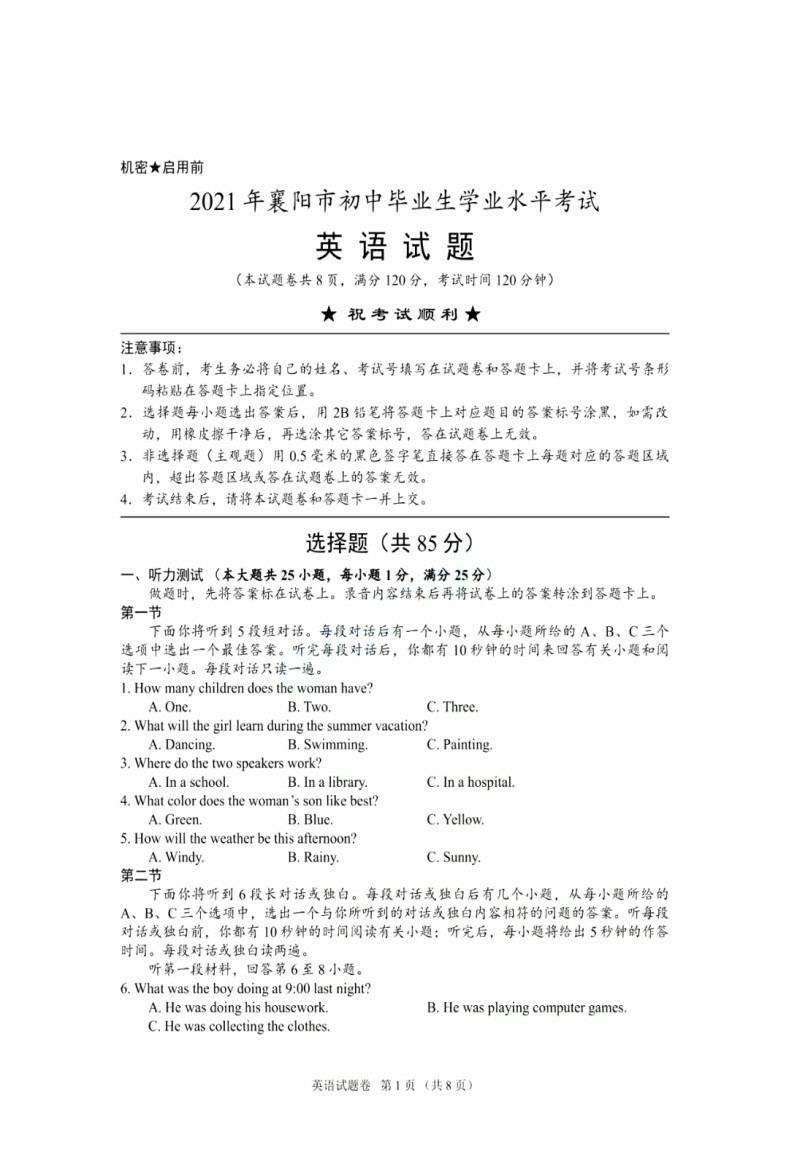 机密★启用前
2021年襄阳市初中毕业生学业水平考试
英语试题
（本试题卷共8页，满分120分，考试时间120分钟）
★ 祝考试顺利 ★
注意事项：
1．答卷前，考生务必将自己的姓名、考试号填写在试题卷和答题卡上，并将考试号条形
码粘贴在答题卡上指定位置。
2．选择题每小题选出答案后，用2B铅笔将答题卡上对应题目的答案标号涂黑，如需改
动，用橡皮擦干净后，再选涂其它答案标号，答在试题卷上无效。
3．非选择题（主观题）用0.5毫米的黑色签字笔直接答在答题卡上每题对应的答题区域
内，超出答题区域或答在试题卷上的答案无效。
4．考试结束后，请将本试题卷和答题卡一并上交。
选择题（共85分）
一、听力测试（本大题共25小题，每小题1分，满分25分）
做题时，先将答案标在试卷上。录音内容结束后再将试卷上的答案转涂到答题卡上。
第一节
下面你将听到5段短对话。每段对话后有一个小题，从每小题所给的A、B、C三个
选项中选出一个最佳答案。听完每段对话后，你都有10秒钟的时间来回答有关小题和阅
读下一小题。每段对话只读一遍。
1. How many children does the woman have?
A. One. B. Two. C. Three.
2. What will the girl learn during the summer vacation?
A. Dancing. B. Swimming. C. Painting.
3. Where do the two speakers work?
A. In a school. B. In a library. C. In a hospital.
4. What color does the woman's son like best?
A. Green. B. Blue. C. Yellow.
5. How will the weather be this afternoon?
A. Windy. B. Rainy. C. Sunny.
第二节
下面你将听到6段长对话或独白。每段对话或独白后有几个小题，从每小题所给的
A、B、C三个选项中，选出一个与你所听到的对话或独白内容相符的问题的答案。听每段
对话或独白前，你都有10秒钟的时间阅读有关小题；听完后，每小题将给出5秒钟的作答
时间。每段对话或独白读两遍。
听第一段材料，回答第6至8小题。
6. What was the boy doing at 9:00 last night?
A. He was doing his housework. B. He was playing computer games.
C. He was collecting the clothes.
英语试题卷 第1页（共8页）